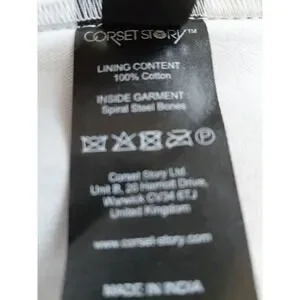 CORSET STORY™
LINING CONTENT :
100% Cotton
INSIDE GARMENT :
Spiral Steel Bones
Corset Story Ltd.
Unit B, 20 Harriott Drive,
Warwick CV34 6TJ
United Kingdom
www.corset-story.com
MADE IN INDIA